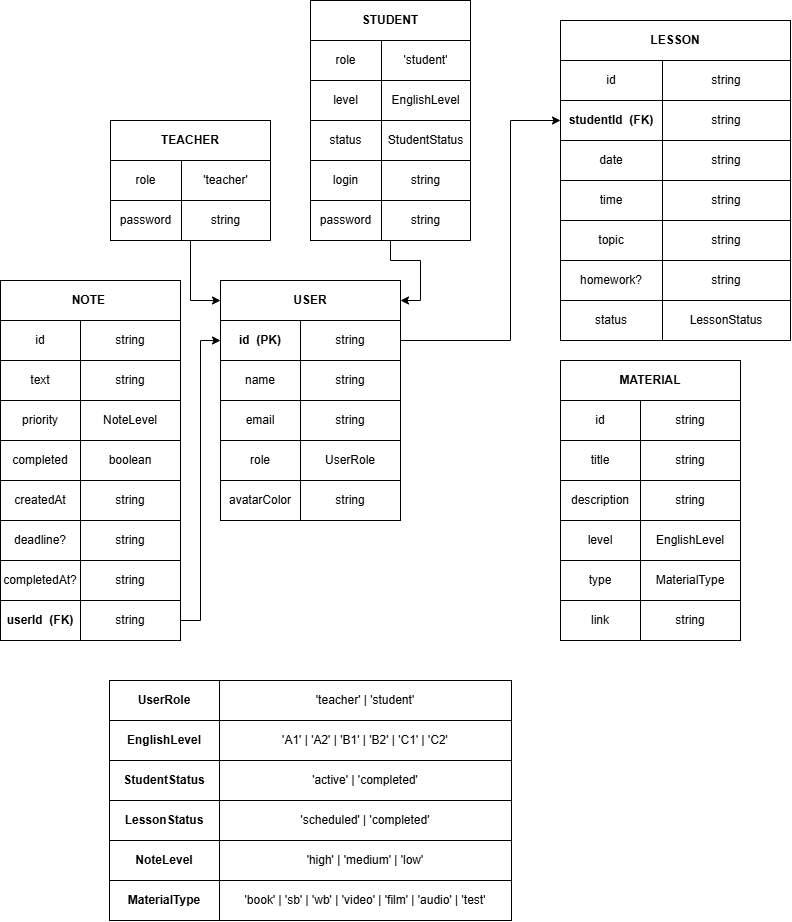 STUDENT
role 'student'
level EnglishLevel
status StudentStatus
login string
password string
LESSON
id string
studentId (FK) string
date string
time string
topic string
homework? string
status LessonStatus
TEACHER
role 'teacher'
password string
NOTE
id string
text string
priority NoteLevel
completed boolean
createdAt string
deadline? string
completedAt? string
userId (FK) string
USER
id (PK) string
name string
email string
role UserRole
avatarColor string
MATERIAL
id string
title string
description string
level EnglishLevel
type MaterialType
link string
UserRole 'teacher' | 'student'
EnglishLevel 'A1' | 'A2' | 'B1' | 'B2' | 'C1' | 'C2'
StudentStatus 'active' | 'completed'
LessonStatus 'scheduled' | 'completed'
NoteLevel 'high' | 'medium' | 'low'
MaterialType 'book' | 'sb' | 'wb' | 'video' | 'film' | 'audio' | 'test'